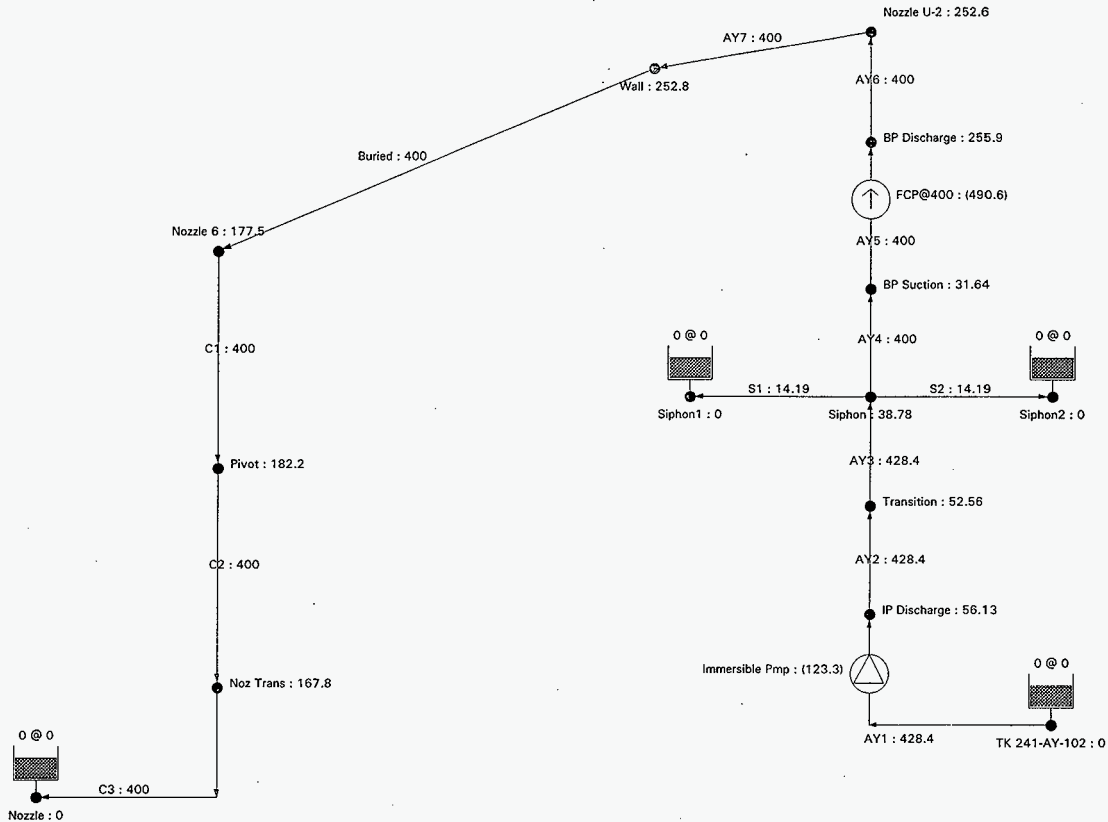 Nozzle U-2 : 252.6
AY7 : 400
AY6 : 400
Wall : 252.8
BP Discharge : 255.9
Buried : 400
FCP@400 : (490.6)
Nozzle 6 : 177.5
AY5 : 400
BP Suction : 31.64
0 @ 0
0 @ 0
C1 : 400
AY4 : 400
S1 : 14.19
S2 : 14.19
Siphon1 : 0
Siphon : 38.78
Siphon2 : 0
Pivot : 182.2
AY3 : 428.4
Transition : 52.56
C2 : 400
AY2 : 428.4
IP Discharge : 56.13
0 @ 0
Immersible Pmp : (123.3)
Noz Trans : 167.8
0 @ 0
AY1 : 428.4
TK 241-AY-102 : 0
C3 : 400
Nozzle : 0